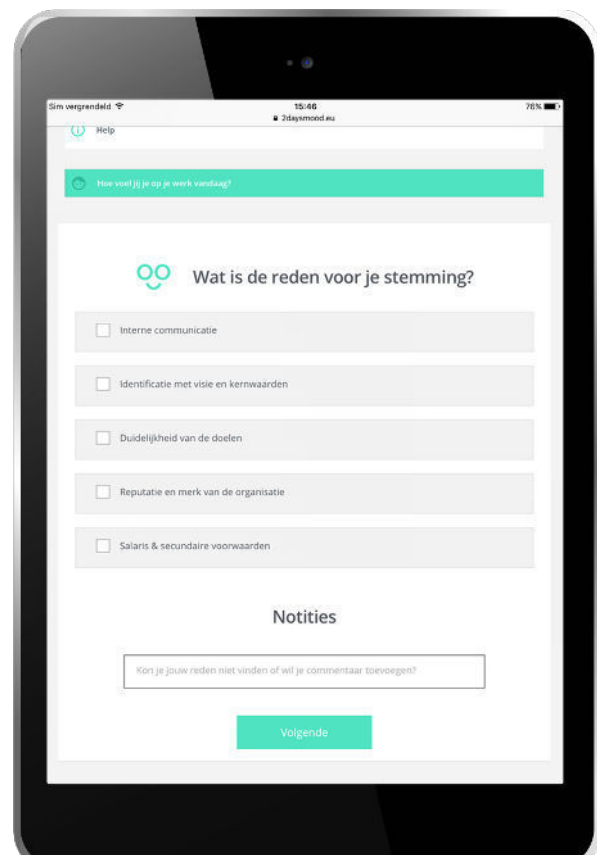 Sim vergrendeld 15:46 76%
2daysmood.eu
Help
Hoe voel jij je op je werk vandaag?
Wat is de reden voor je stemming?
Interne communicatie
Identificatie met visie en kernwaarden
Duidelijkheid van de doelen
Reputatie en merk van de organisatie
Salaris & secundaire voorwaarden
Notities
Kon je jouw reden niet vinden of wil je commentaar toevoegen?
Volgende